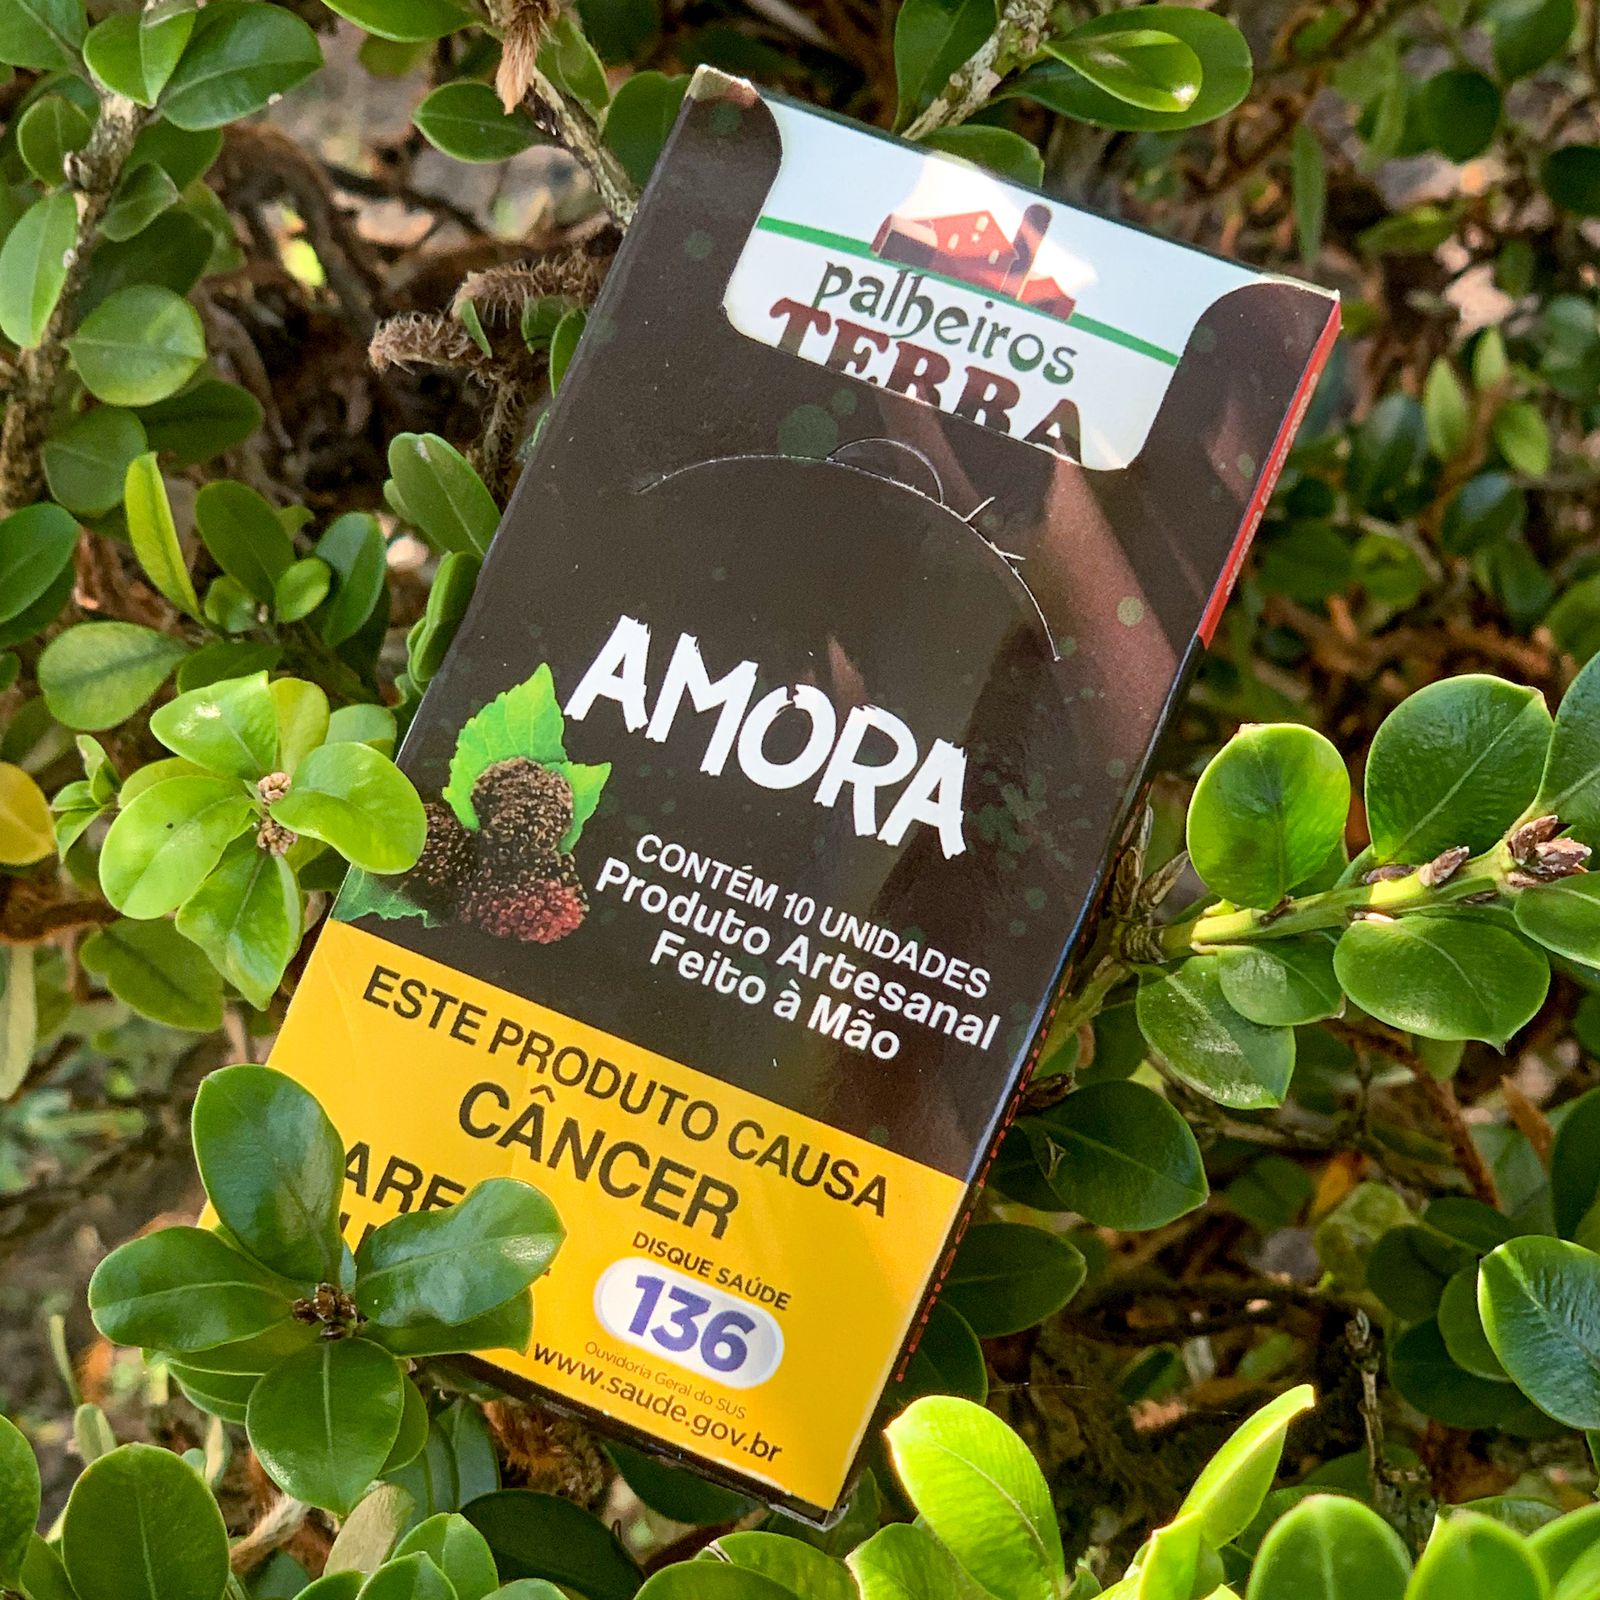 palheiros
TERRA
AMORA
CONTÉM 10 UNIDADES
Produto Artesanal
Feito à Mão
ESTE PRODUTO CAUSA
CÂNCER
DISQUE SAÚDE
136
Ouvidoria Geral do SUS
www.saude.gov.br